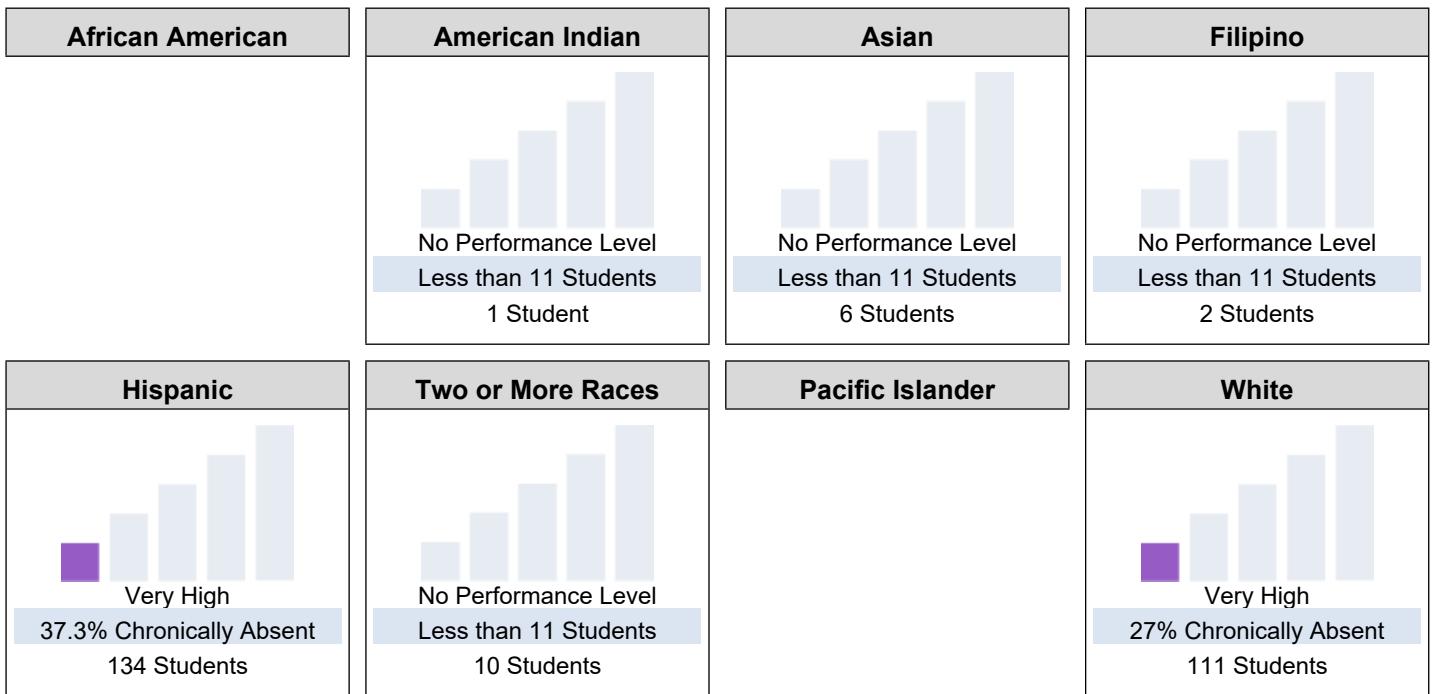 African American
American Indian
Asian
Filipino
No Performance Level
Less than 11 Students
1 Student
No Performance Level
Less than 11 Students
6 Students
No Performance Level
Less than 11 Students
2 Students
Hispanic
Two or More Races
Pacific Islander
White
Very High
37.3% Chronically Absent
134 Students
No Performance Level
Less than 11 Students
10 Students
Very High
27% Chronically Absent
111 Students